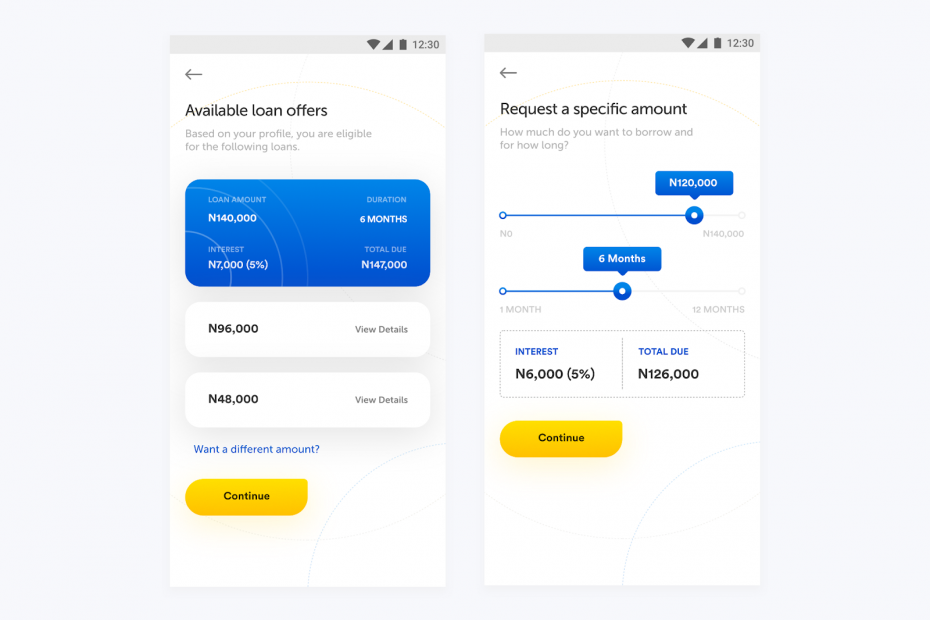 12:30
Available loan offers
Based on your profile, you are eligible
for the following loans.
LOAN AMOUNT
DURATION
N140,000
6 MONTHS
INTEREST
TOTAL DUE
N7,000 (5%)
N147,000
N96,000
View Details
N48,000
View Details
Want a different amount?
Continue
12:30
Request a specific amount
How much do you want to borrow and
for how long?
N120,000
N0
N140,000
6 Months
1 MONTH
12 MONTHS
INTEREST
TOTAL DUE
N6,000 (5%)
N126,000
Continue